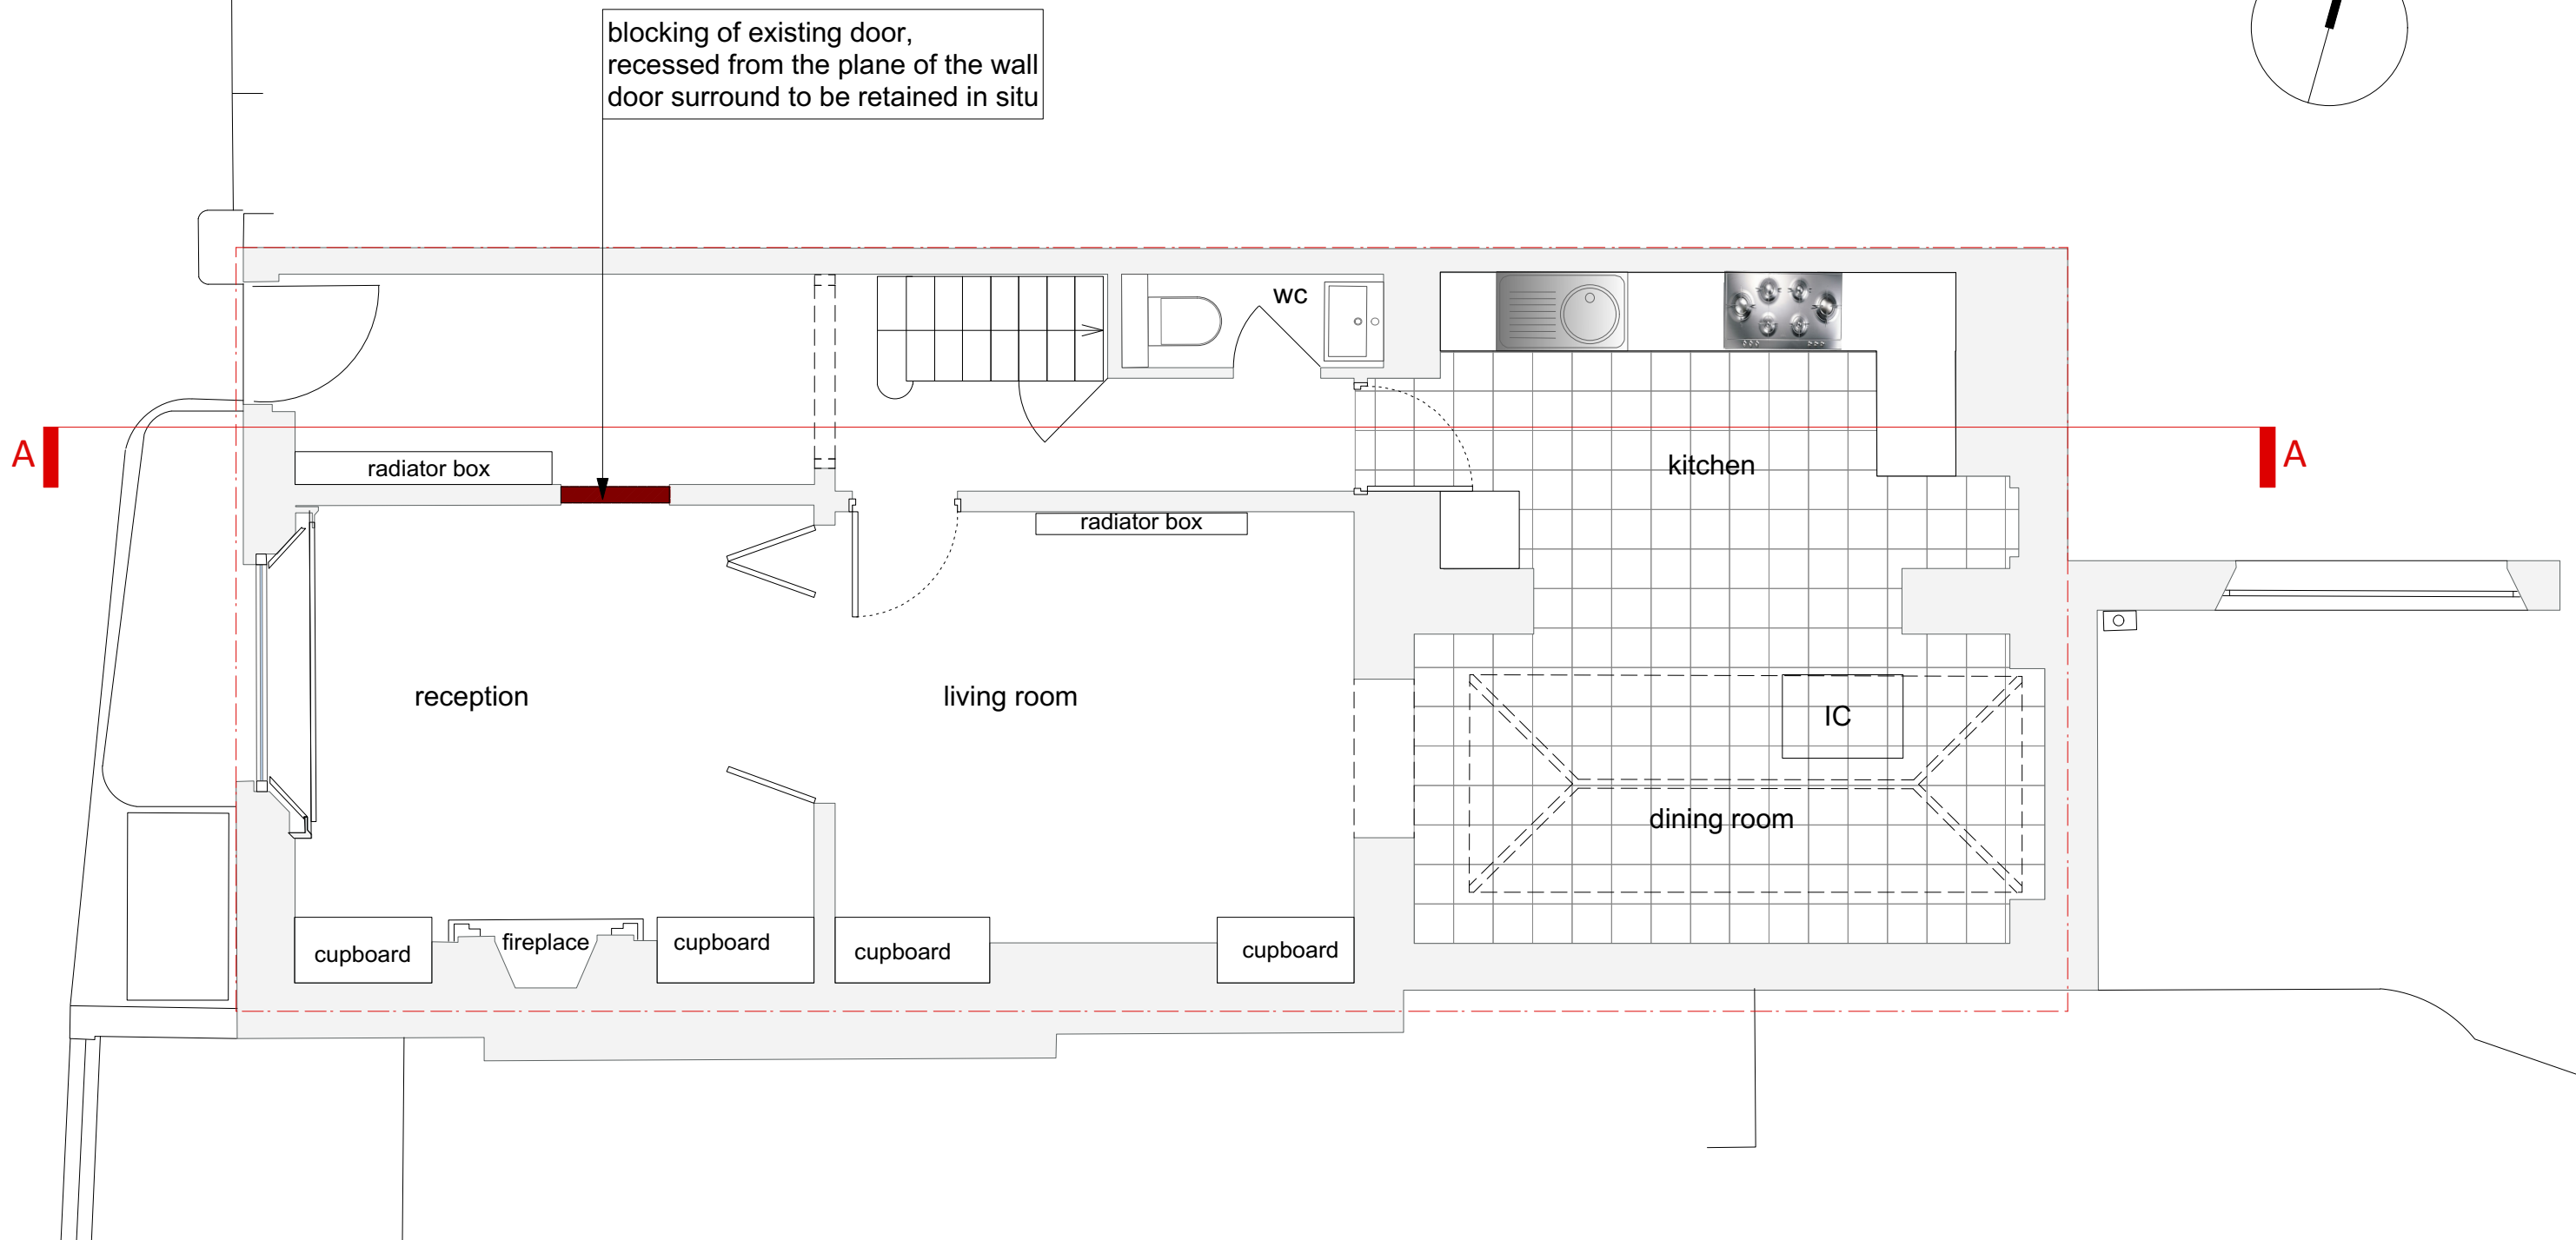 blocking of existing door,
recessed from the plane of the wall
door surround to be retained in situ
wc
A
A
radiator box
kitchen
radiator box
reception
living room
IC
dining room
cupboard
fireplace
cupboard
cupboard
cupboard